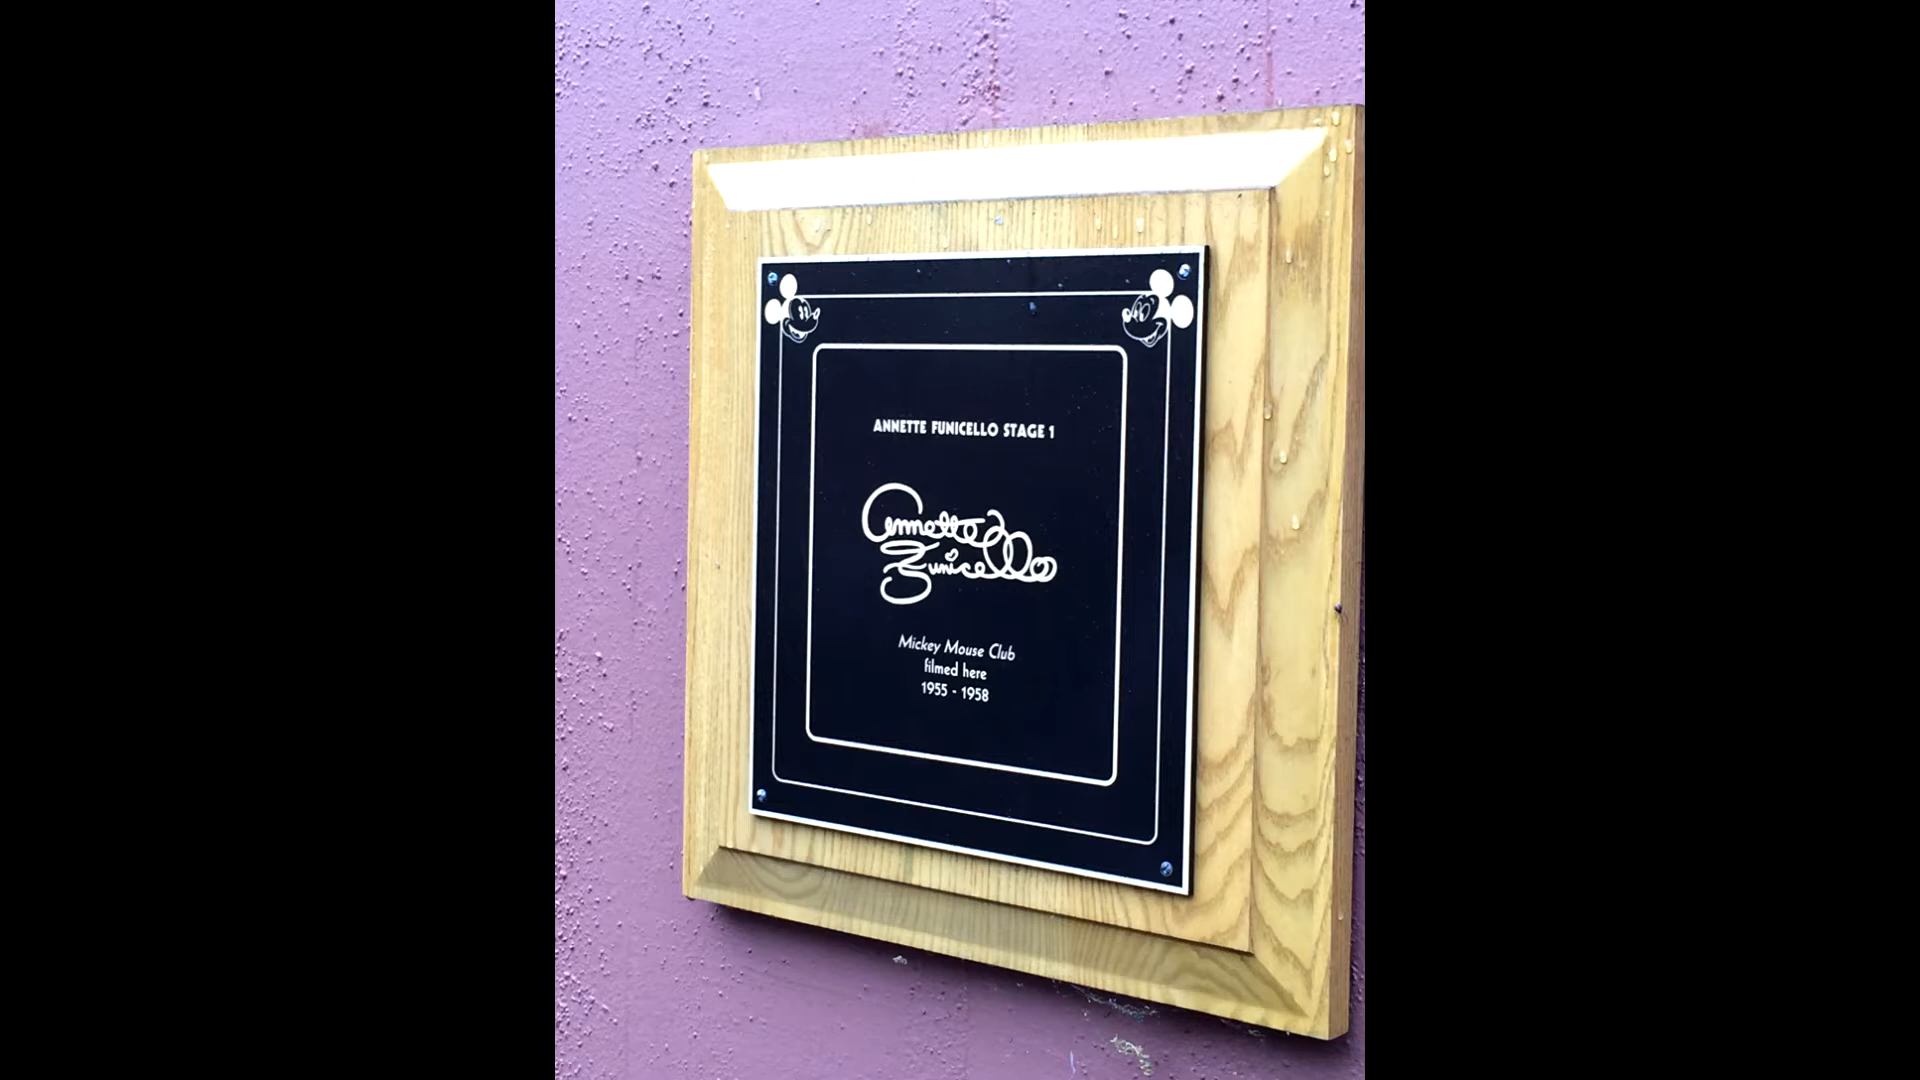 ANNETTE FUNICELLO STAGE 1
Annette
Funicello
Mickey Mouse Club
filmed here
1955 - 1958